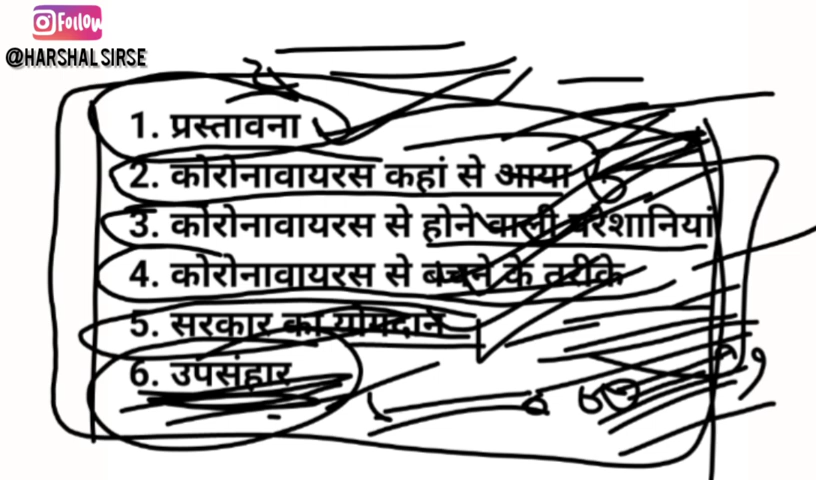 Follow
@HARSHAL SIRSE
1. प्रस्तावना
2. कोरोनावायरस कहां से आया
3. कोरोनावायरस से होने वाली परेशानियां
4. कोरोनावायरस से बचने के तरीके
5. सरकार का योगदान
6. उपसंहार